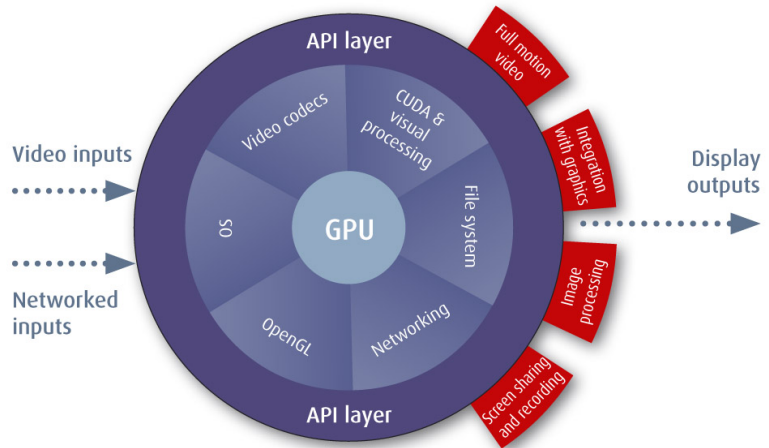 API layer
Full motion
video
Video codecs
CUDA &
visual
processing
Integration
with graphics
Video inputs
Display
outputs
OS
GPU
File system
Networked
inputs
Image
processing
OpenGL
Networking
Screen sharing
and recording
API layer